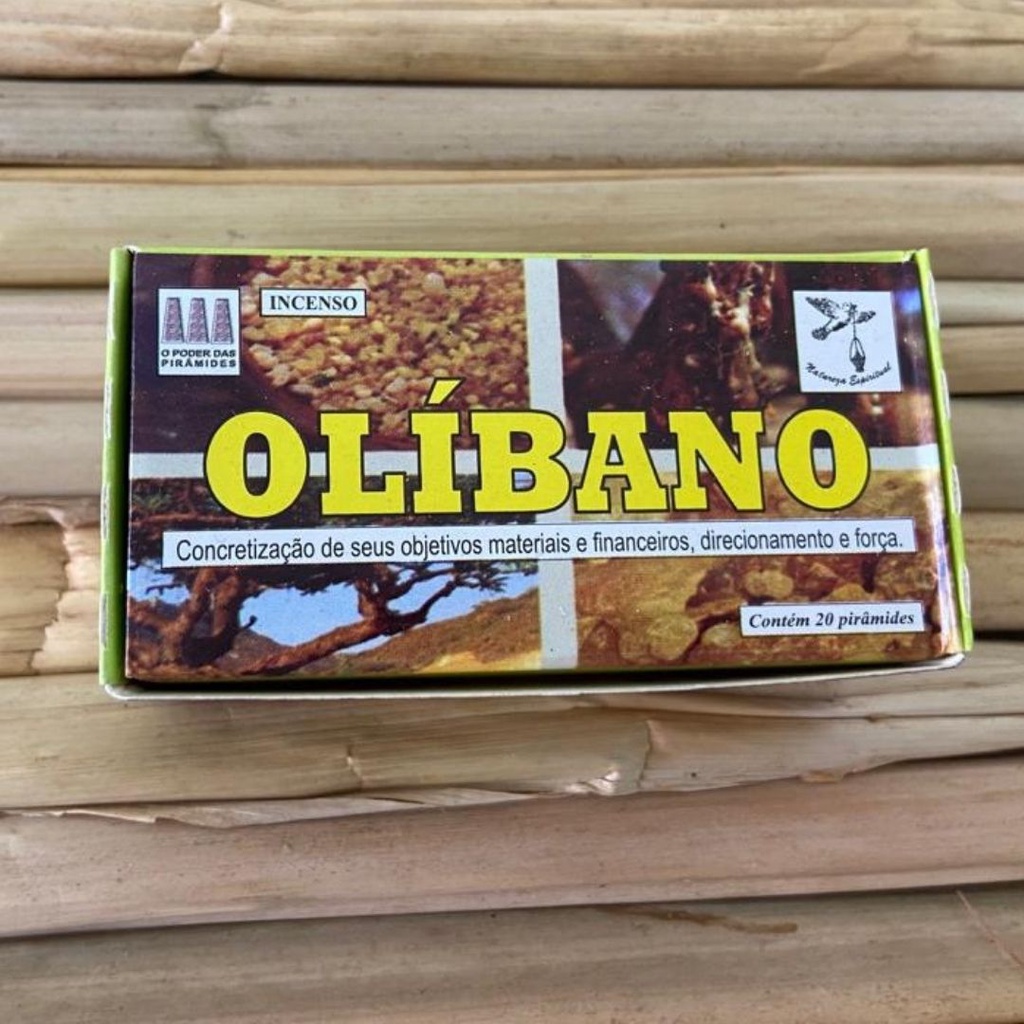 INCENSO
O PODER DAS
PIRÂMIDES
Natureza Espiritual
OLÍBANO
Concretização de seus objetivos materiais e financeiros, direcionamento e força.
Contém 20 pirâmides